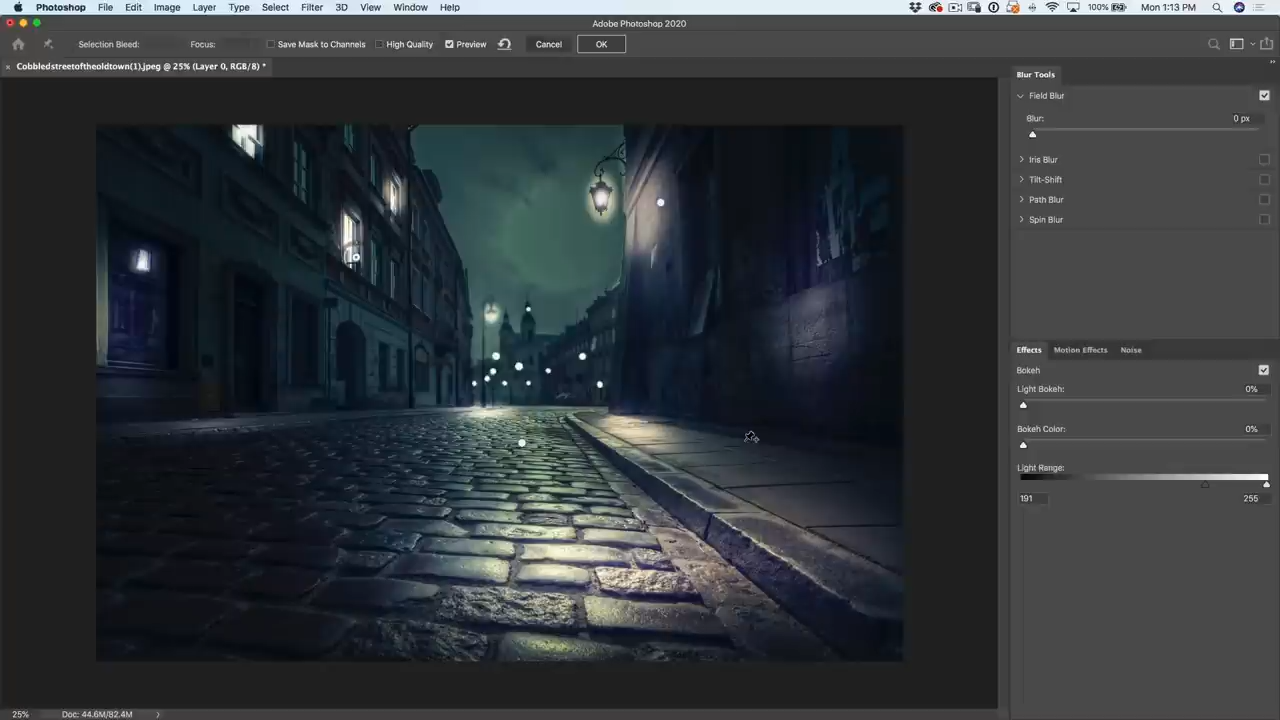 Photoshop File Edit Image Layer Type Select Filter 3D View Window Help 100% Mon 1:13 PM
Adobe Photoshop 2020
Selection Bleed: Focus: Save Mask to Channels High Quality Preview Cancel OK
Cobbledstreetoftheoldtown(1).jpeg @ 25% (Layer 0, RGB/8) *
Blur Tools
Field Blur
Blur: 0 px
Iris Blur
Tilt-Shift
Path Blur
Spin Blur
Effects Motion Effects Noise
Bokeh
Light Bokeh: 0%
Bokeh Color: 0%
Light Range:
191 255
25% Doc: 44.6M/82.4M